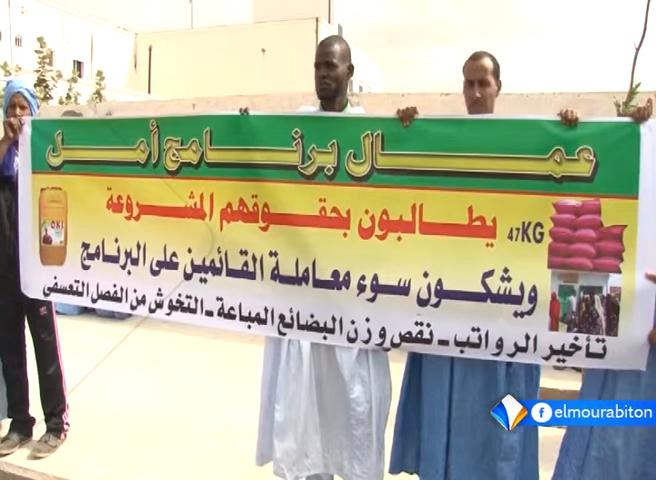 عمال برنامج أمل
يطالبون بحقوقهم المشروعة
47KG
ويشكون سوء معاملة القائمين على البرنامج
تأخير الرواتب - نقص وزن البضائع المباعة - التخوش من الفصل التعسفي
OKI
elmourabiton